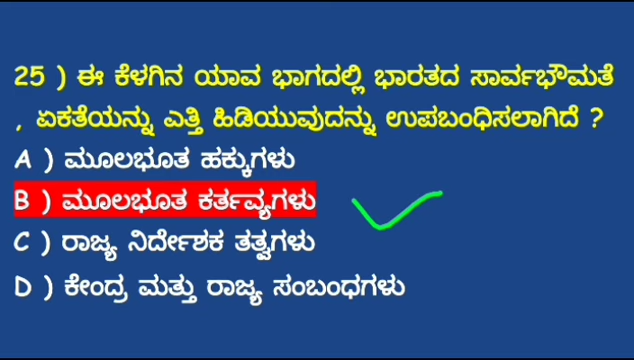 25 ) ಈ ಕೆಳಗಿನ ಯಾವ ಭಾಗದಲ್ಲಿ ಭಾರತದ ಸಾರ್ವಭೌಮತೆ
, ಏಕತೆಯನ್ನು ಎತ್ತಿ ಹಿಡಿಯುವುದನ್ನು ಉಪಬಂಧಿಸಲಾಗಿದೆ ?
A ) ಮೂಲಭೂತ ಹಕ್ಕುಗಳು
B ) ಮೂಲಭೂತ ಕರ್ತವ್ಯಗಳು
C ) ರಾಜ್ಯ ನಿರ್ದೇಶಕ ತತ್ವಗಳು
D ) ಕೇಂದ್ರ ಮತ್ತು ರಾಜ್ಯ ಸಂಬಂಧಗಳು